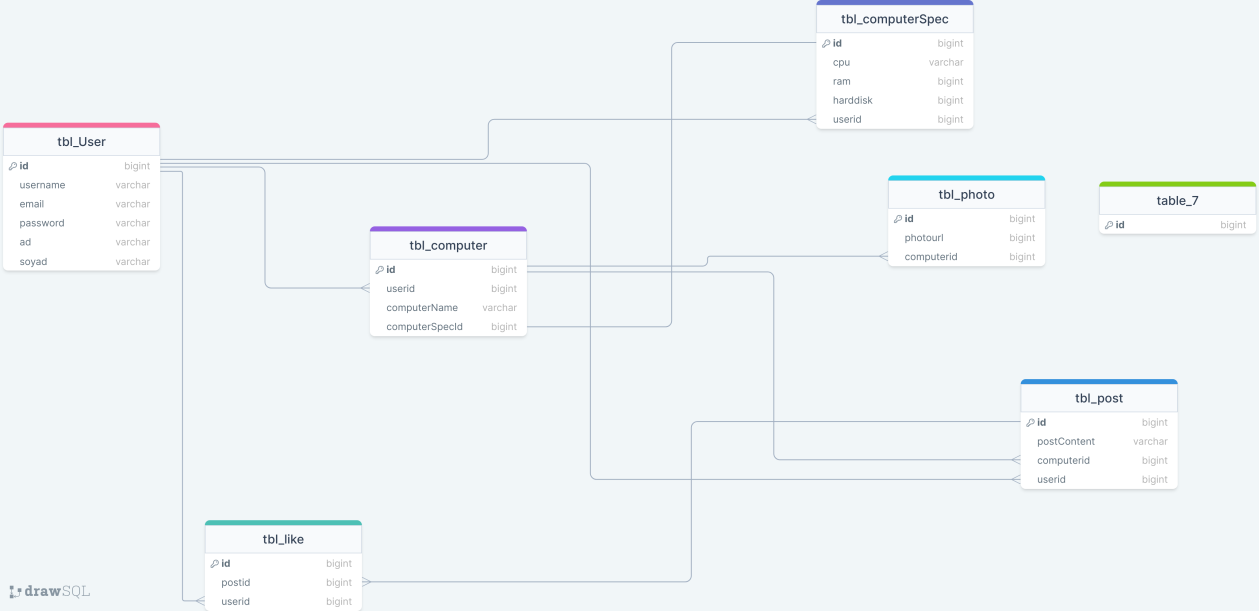 tbl_computerSpec
id bigint
cpu varchar
ram bigint
harddisk bigint
userid bigint
tbl_User
id bigint
username varchar
email varchar
password varchar
ad varchar
soyad varchar
tbl_photo
id bigint
photourl bigint
computerid bigint
table_7
id bigint
tbl_computer
id bigint
userid bigint
computerName varchar
computerSpecId bigint
tbl_post
id bigint
postContent varchar
computerid bigint
userid bigint
tbl_like
id bigint
postid bigint
userid bigint
drawSQL